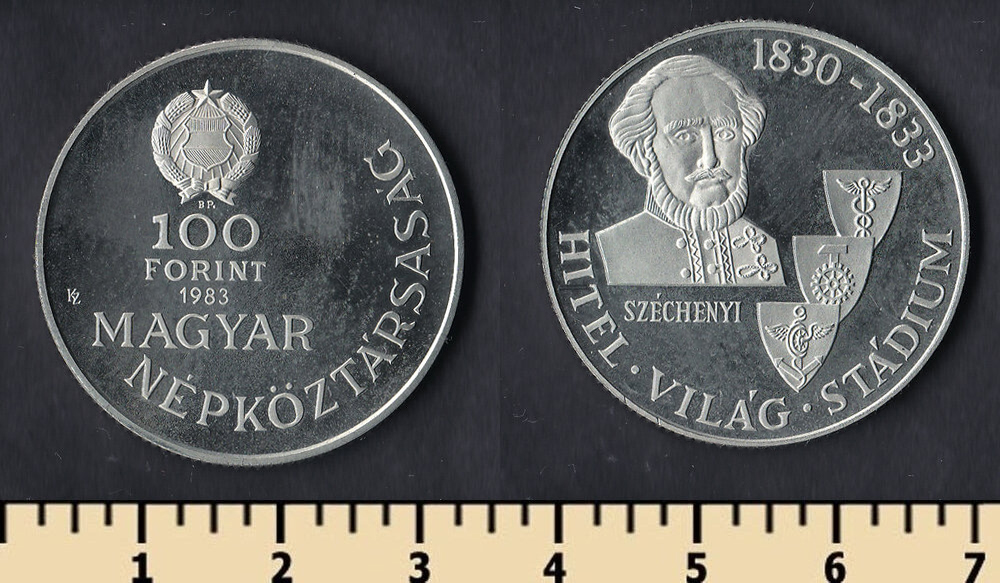 BP.
100
FORINT
1983
KZ
MAGYAR
NÉPKÖZTÁRSASÁG
1830-1833
SZÉCHENYI
HITEL · VILÁG · STÁDIUM
1 2 3 4 5 6 7